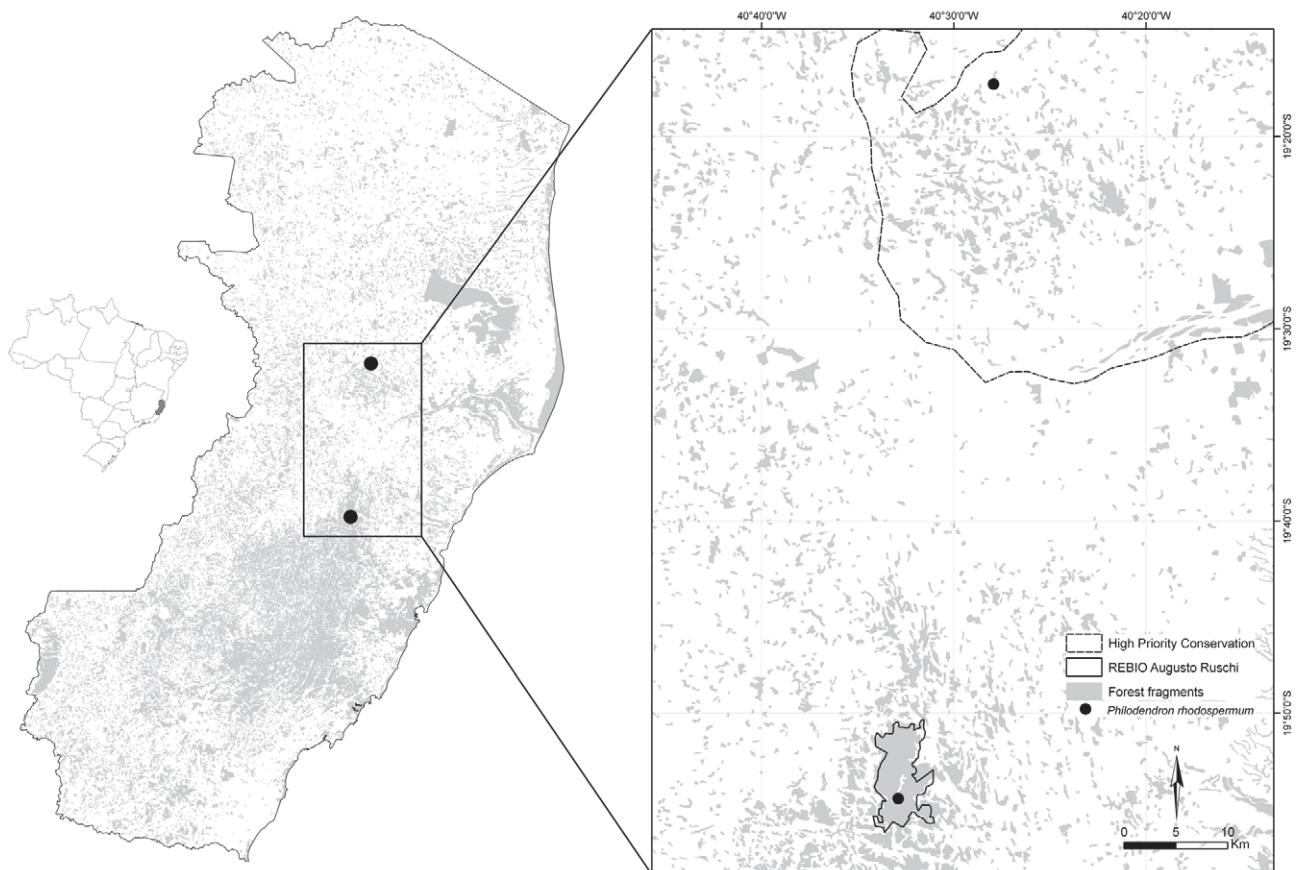 40°40'0"W
40°30'0"W
40°20'0"W
19°20'0"S
19°30'0"S
19°40'0"S
19°50'0"S
High Priority Conservation
REBIO Augusto Ruschi
Forest fragments
Philodendron rhodospermum
N
0 5 10
Km